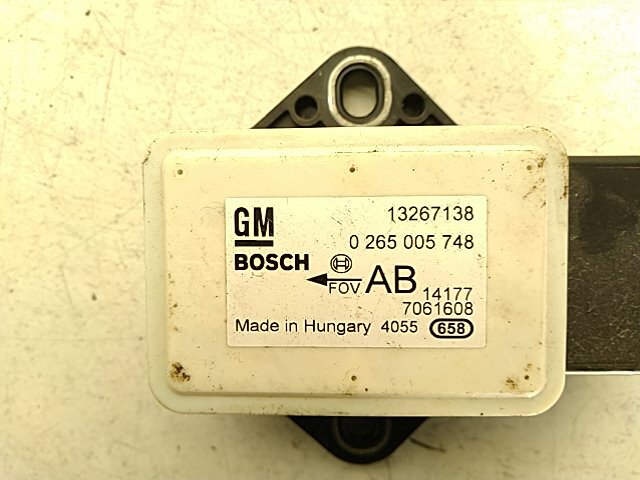 GM 13267138
0 265 005 748
BOSCH
FOV AB 14177
7061608
Made in Hungary 4055 658